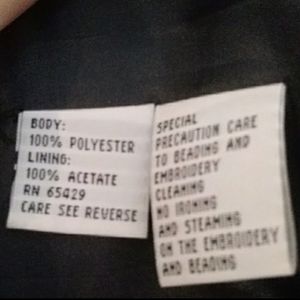 BODY:
100% POLYESTER
LINING:
100% ACETATE
RN 65429
CARE SEE REVERSE
SPECIAL
PRECAUTION CARE
TO BEADING AND
EMBROIDERY
CLEANING
NO IRONING
AND STEAMING
ON THE EMBROIDERY
AND BEADING